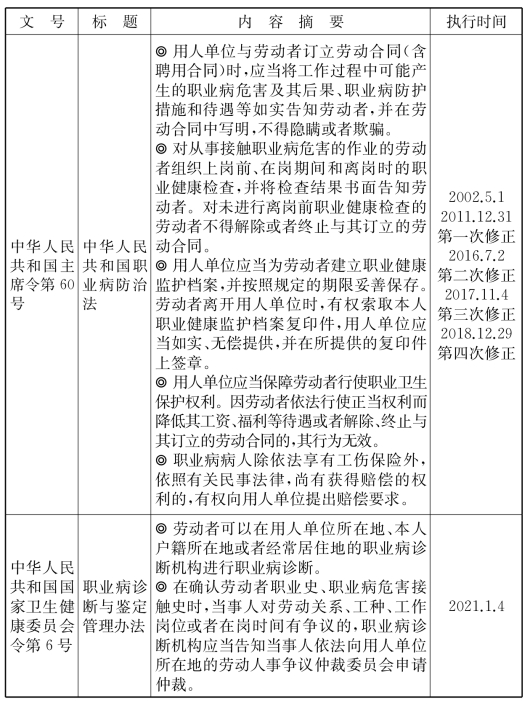 文 号 标 题 内 容 摘 要 执行时间
中华人民
共和国主
席令第 60
号
中华人民
共和国职
业病防治
法
◎ 用人单位与劳动者订立劳动合同(含
聘用合同)时,应当将工作过程中可能产
生的职业病危害及其后果、职业病防护
措施和待遇等如实告知劳动者,并在劳
动合同中写明,不得隐瞒或者欺骗。
◎ 对从事接触职业病危害的作业的劳动
者组织上岗前、在岗期间和离岗时的职
业健康检查,并将检查结果书面告知劳
动者。对未进行离岗前职业健康检查的
劳动者不得解除或者终止与其订立的劳
动合同。
◎ 用人单位应当为劳动者建立职业健康
监护档案,并按照规定的期限妥善保存。
劳动者离开用人单位时,有权索取本人
职业健康监护档案复印件,用人单位应
当如实、无偿提供,并在所提供的复印件
上签章。
◎ 用人单位应当保障劳动者行使职业卫生
保护权利。因劳动者依法行使正当权利而
降低其工资、福利等待遇或者解除、终止与
其订立的劳动合同的,其行为无效。
◎ 职业病病人除依法享有工伤保险外,
依照有关民事法律,尚有获得赔偿的权
利的,有权向用人单位提出赔偿要求。
2002.5.1
2011.12.31
第一次修正
2016.7.2
第二次修正
2017.11.4
第三次修正
2018.12.29
第四次修正
中华人民
共和国国
家卫生健
康委员会
令第 6 号
职业病诊
断与鉴定
管理办法
◎ 劳动者可以在用人单位所在地、本人
户籍所在地或者经常居住地的职业病诊
断机构进行职业病诊断。
◎ 在确认劳动者职业史、职业病危害接
触史时,当事人对劳动关系、工种、工作
岗位或者在岗时间有争议的,职业病诊
断机构应当告知当事人依法向用人单位
所在地的劳动人事争议仲裁委员会申请
仲裁。
2021.1.4